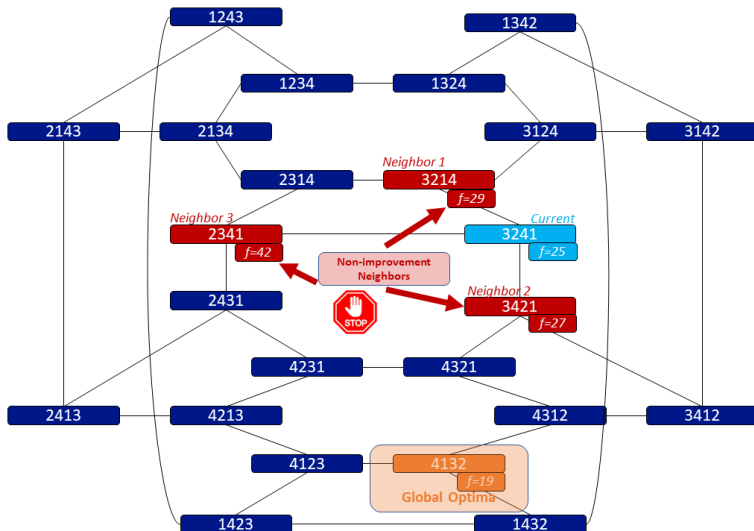 1243
1342
1234
1324
2143
2134
3124
3142
Neighbor 1
2314
3214
f=29
Neighbor 3
Current
2341
3241
f=42
f=25
Non-improvement
Neighbors
Neighbor 2
2431
3421
STOP
f=27
4231
4321
2413
4213
4312
3412
4123
4132
f=19
Global Optima
1423
1432